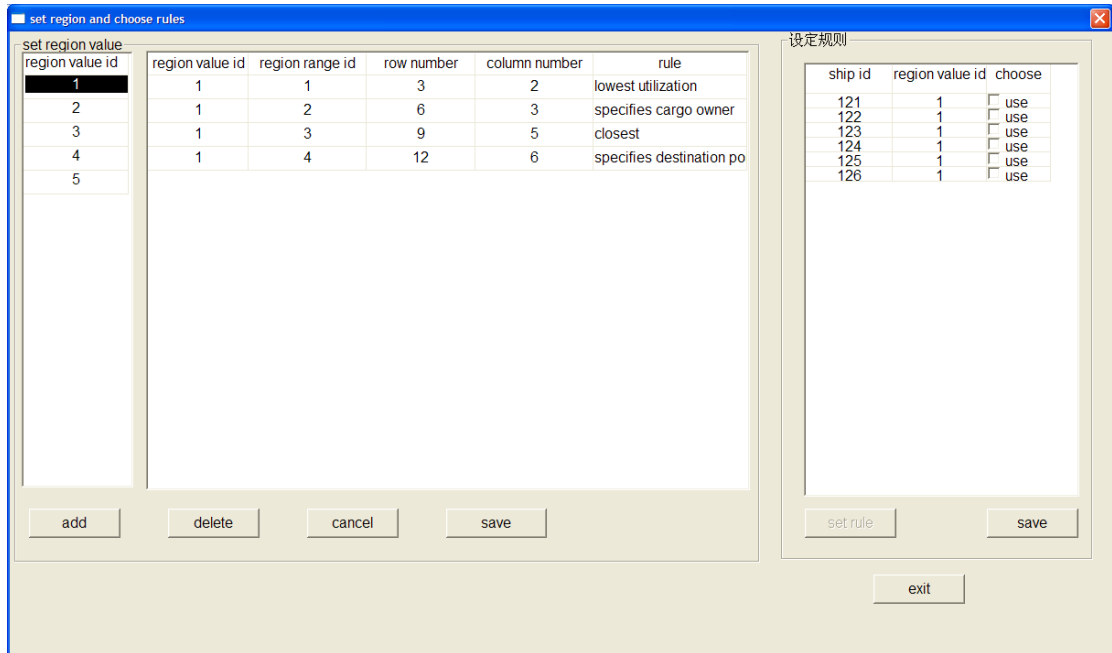 set region and choose rules
set region value
region value id
1
2
3
4
5
region value id region range id row number column number rule
1 1 3 2 lowest utilization
1 2 6 3 specifies cargo owner
1 3 9 5 closest
1 4 12 6 specifies destination po
add delete cancel save
设定规则
ship id region value id choose
121 1 use
122 1 use
123 1 use
124 1 use
125 1 use
126 1 use
set rule save
exit